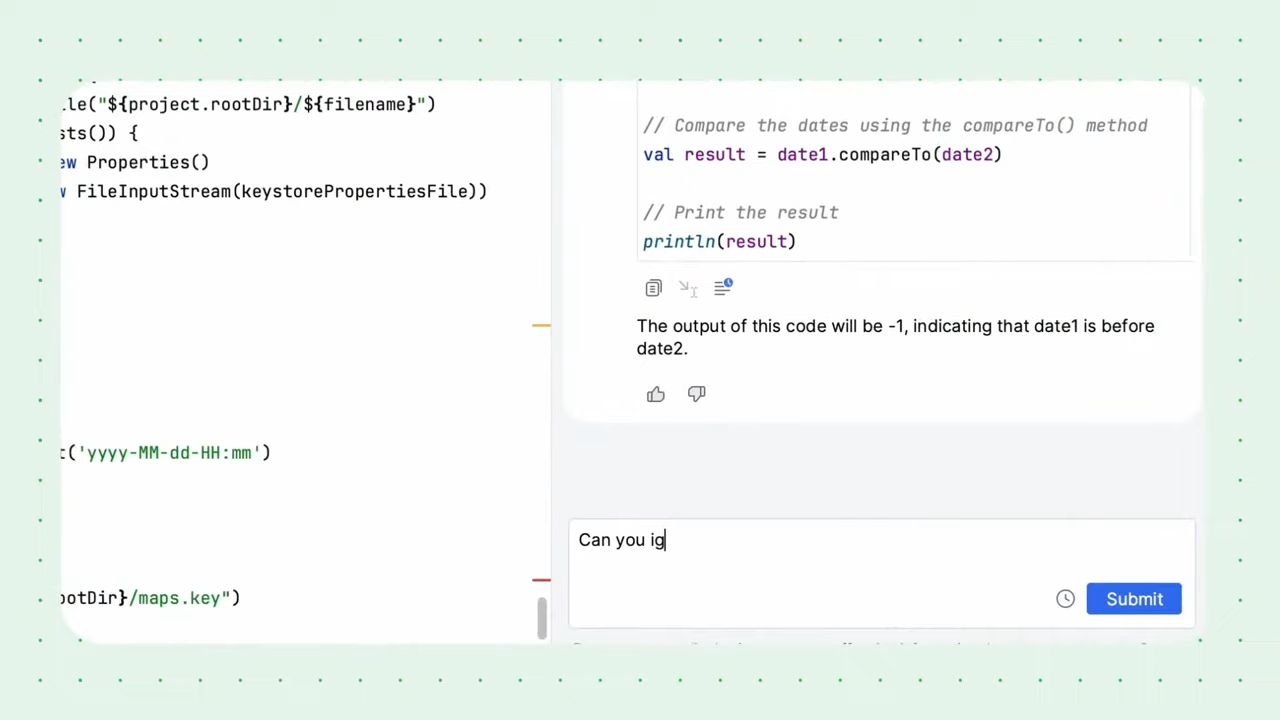 .le("${project.rootDir}/${filename}")
sts()) {
ew Properties()
w FileInputStream(keystorePropertiesFile))
t('yyyy-MM-dd-HH:mm')
ootDir}/maps.key")
// Compare the dates using the compareTo() method
val result = date1.compareTo(date2)
// Print the result
println(result)
The output of this code will be -1, indicating that date1 is before
date2.
Can you ig
Submit